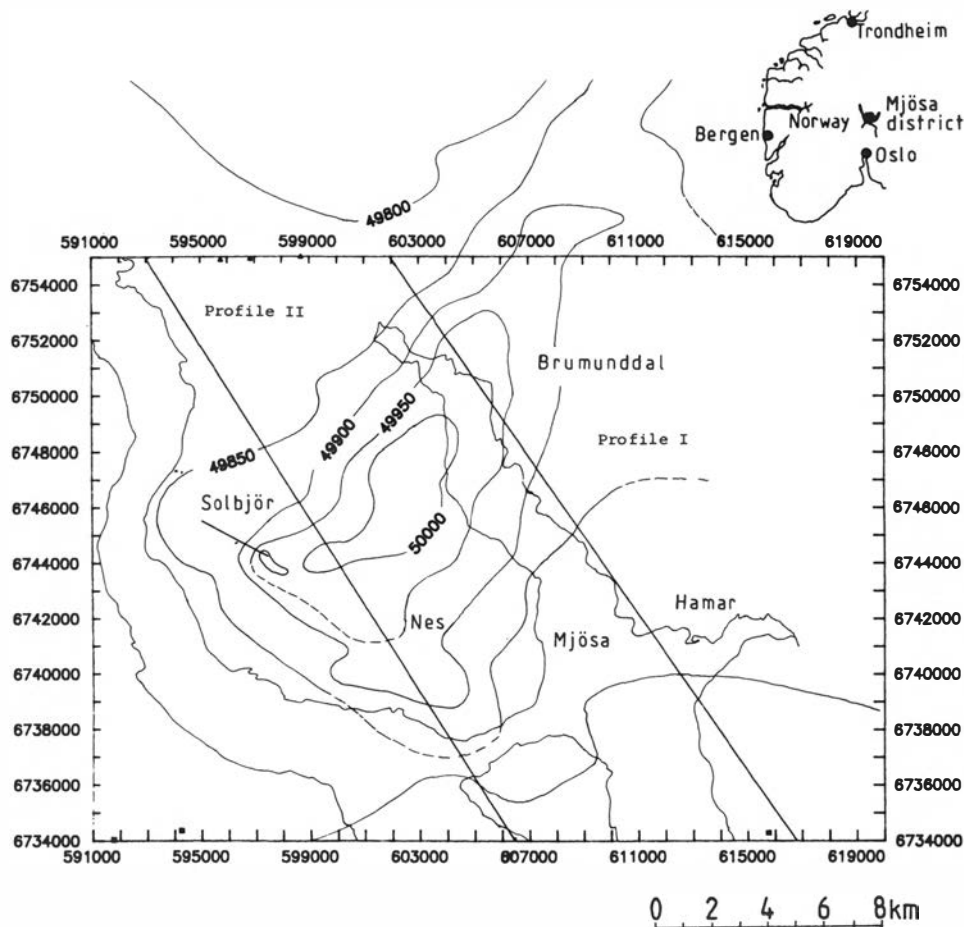 Trondheim
Mjösa
district
Norway
Bergen
Oslo
49800
591000 595000 599000 603000 607000 611000 615000 619000
6754000 6754000
Profile II
6752000 6752000
Brumunddal
6750000 6750000
49950
49900
Profile I
6748000 6748000
49850
Solbjör
6746000 6746000
50000
6744000 6744000
Hamar
Nes
6742000 6742000
Mjösa
6740000 6740000
6738000 6738000
6736000 6736000
6734000 6734000
591000 595000 599000 603000 607000 611000 615000 619000
0 2 4 6 8km